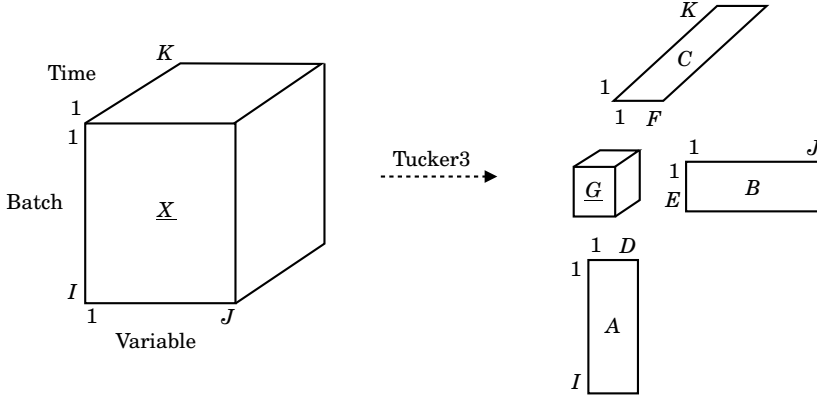 K
Time
1
1
Batch
X
I
1
J
Variable
Tucker3
K
C
1
1 F
G
1 J
1
E
B
1 D
1
A
I